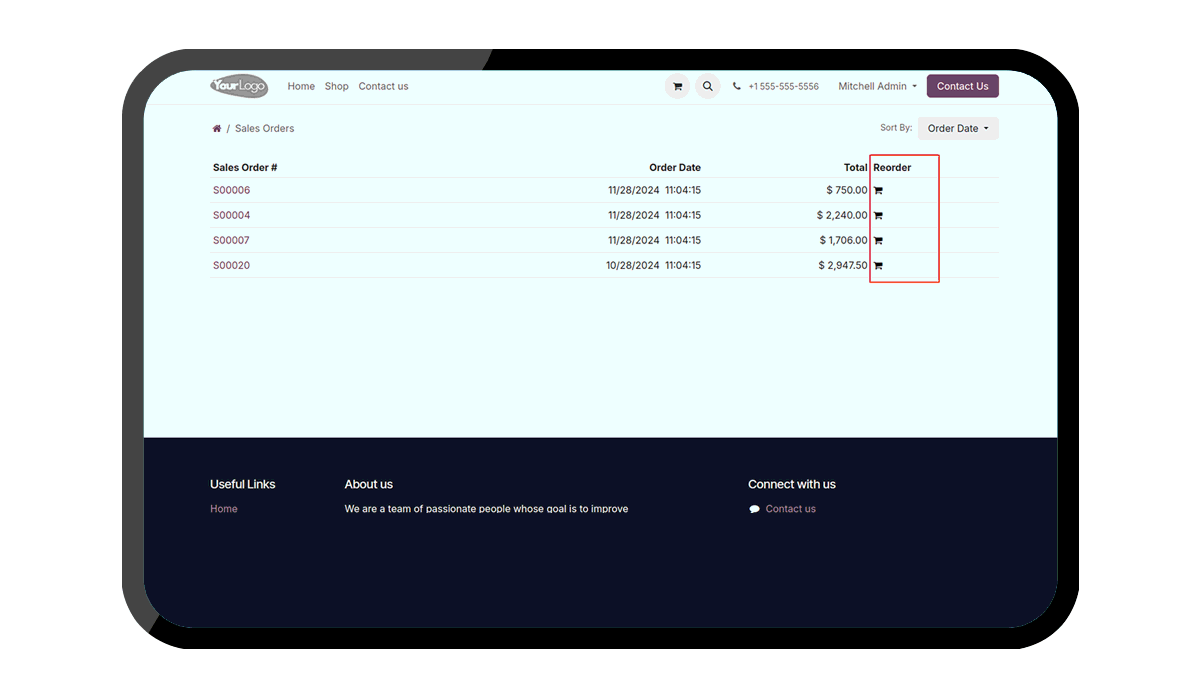 YourLogo Home Shop Contact us +1 555-555-5556 Mitchell Admin Contact Us
/ Sales Orders Sort By: Order Date
Sales Order # Order Date Total Reorder
S00006 11/28/2024 11:04:15 $ 750.00
S00004 11/28/2024 11:04:15 $ 2,240.00
S00007 11/28/2024 11:04:15 $ 1,706.00
S00020 10/28/2024 11:04:15 $ 2,947.50
Useful Links About us Connect with us
Home We are a team of passionate people whose goal is to improve Contact us